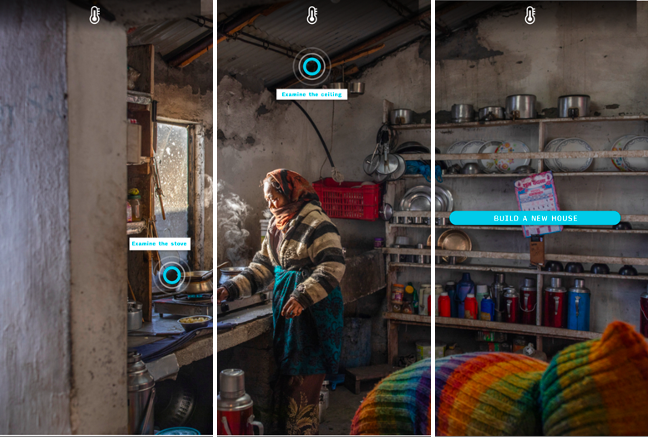 Examine the stove
Examine the ceiling
BUILD A NEW HOUSE